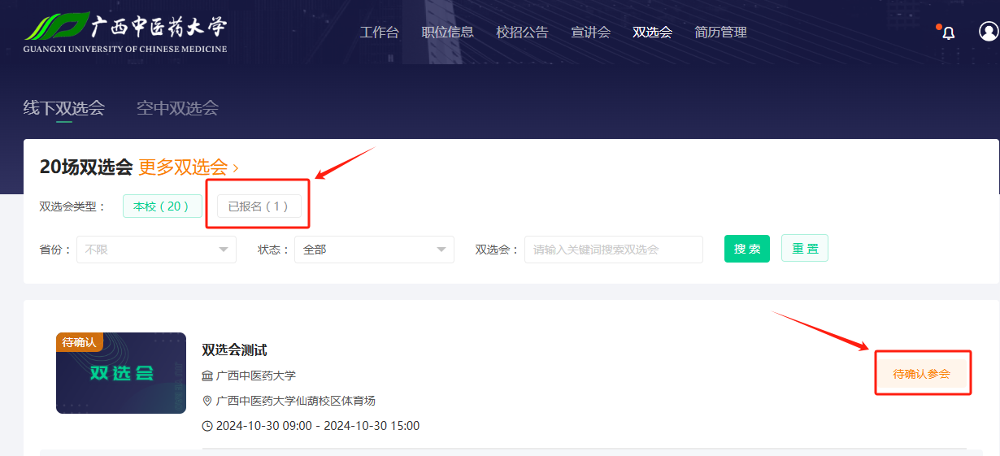 广西中医药大学
GUANGXI UNIVERSITY OF CHINESE MEDICINE
工作台 职位信息 校招公告 宣讲会 双选会 简历管理
线下双选会 空中双选会
20场双选会 更多双选会 >
双选会类型： 本校（20） 已报名（1）
省份： 不限 状态： 全部 双选会： 请输入关键词搜索双选会 搜索 重置
待确认
双选会
双选会测试
广西中医药大学
待确认参会
广西中医药大学仙葫校区体育场
2024-10-30 09:00 - 2024-10-30 15:00